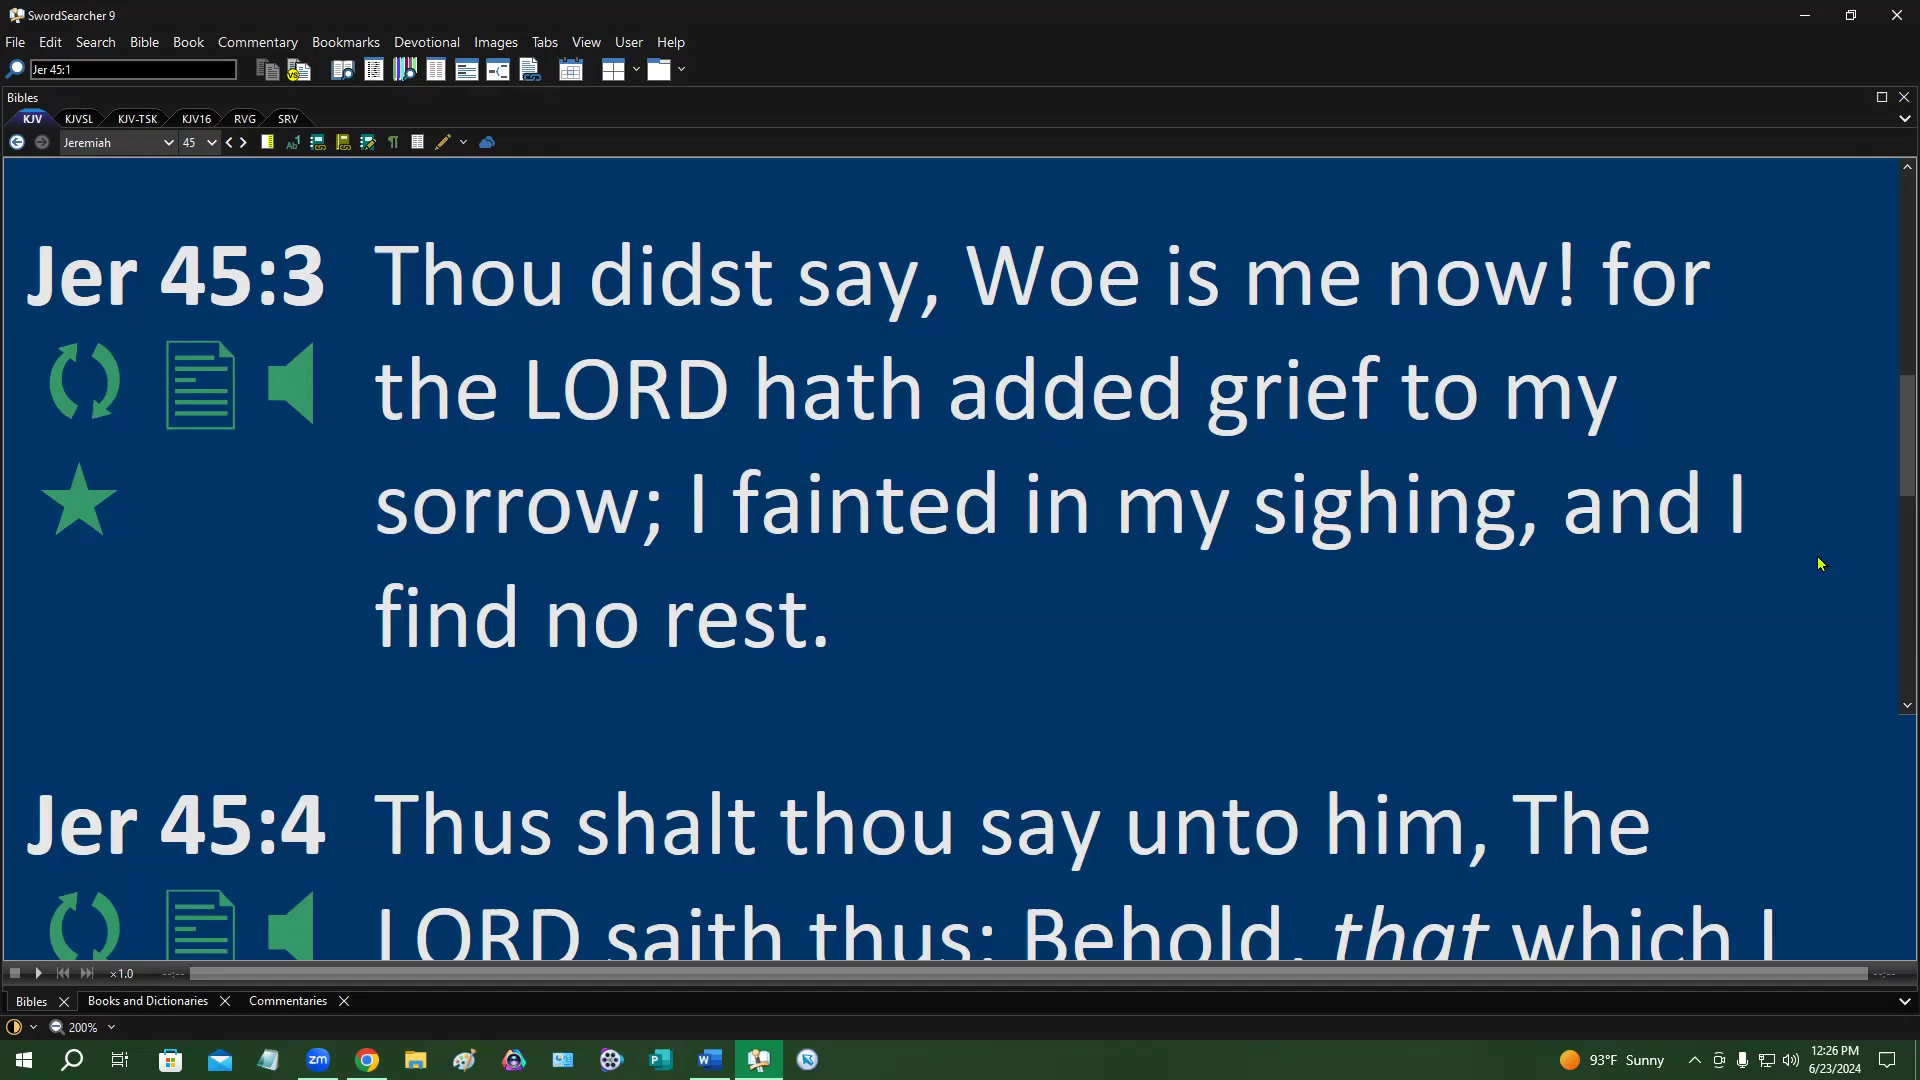 SwordSearcher 9
File Edit Search Bible Book Commentary Bookmarks Devotional Images Tabs View User Help
Jer 45:1
Bibles
KJV KJVSL KJV-TSK KJV16 RVG SRV
Jeremiah 45
Jer 45:3 Thou didst say, Woe is me now! for
the LORD hath added grief to my
sorrow; I fainted in my sighing, and I
find no rest.
Jer 45:4 Thus shalt thou say unto him, The
LORD saith thus; Behold, that which I
×1.0 --:-- --:--
Bibles Books and Dictionaries Commentaries
200%
93°F Sunny
12:26 PM
6/23/2024